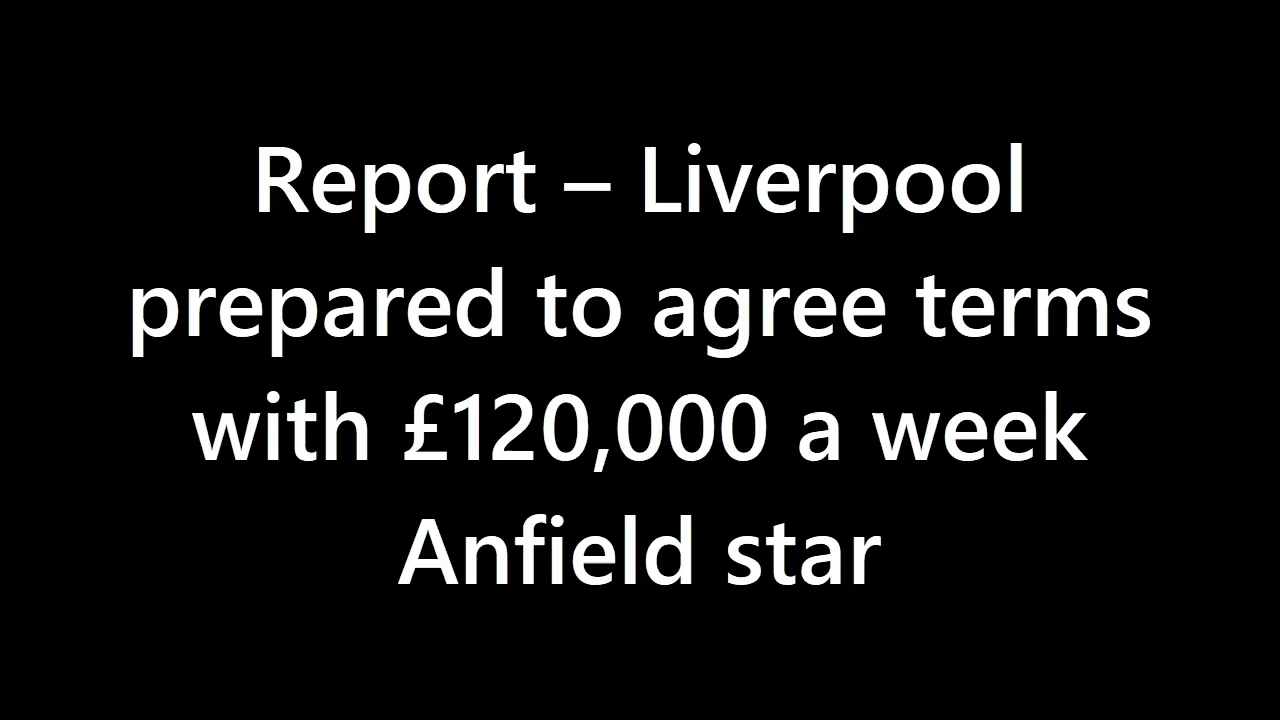 Report – Liverpool
prepared to agree terms
with £120,000 a week
Anfield star